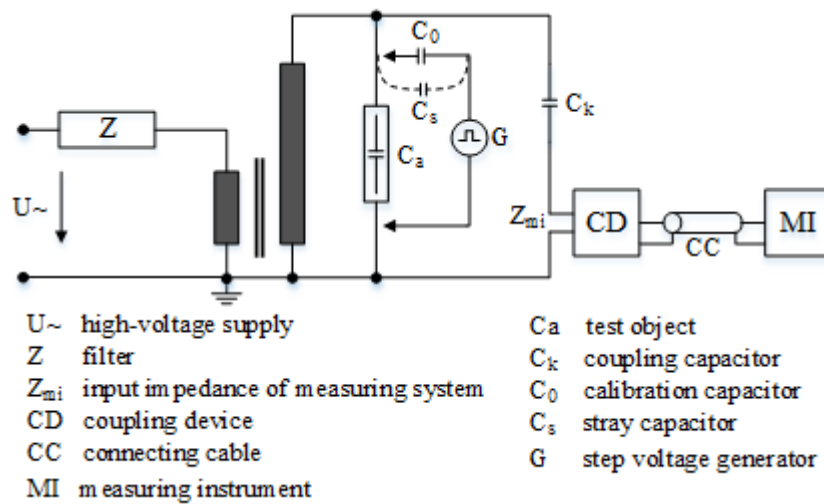 C₀
Cₛ
G
Cₖ
Z
Cₐ
U~
Zₘᵢ
CD
CC
MI
U~ high-voltage supply
Z filter
Zₘᵢ input impedance of measuring system
CD coupling device
CC connecting cable
MI measuring instrument
Ca test object
Cₖ coupling capacitor
C₀ calibration capacitor
Cₛ stray capacitor
G step voltage generator